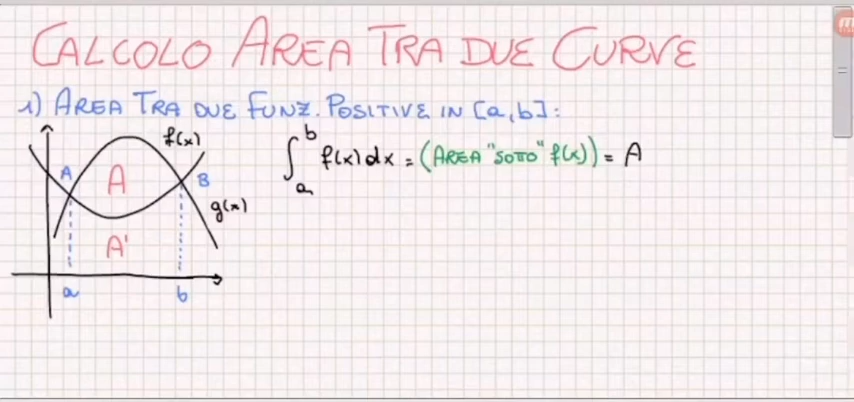 CALCOLO AREA TRA DUE CURVE
1) AREA TRA DUE FUNZ. POSITIVE IN [a,b]:
f(x)
∫ₐᵇ f(x)dx = (AREA "SOTTO" f(x)) = A
A A B
g(x)
A'
a b